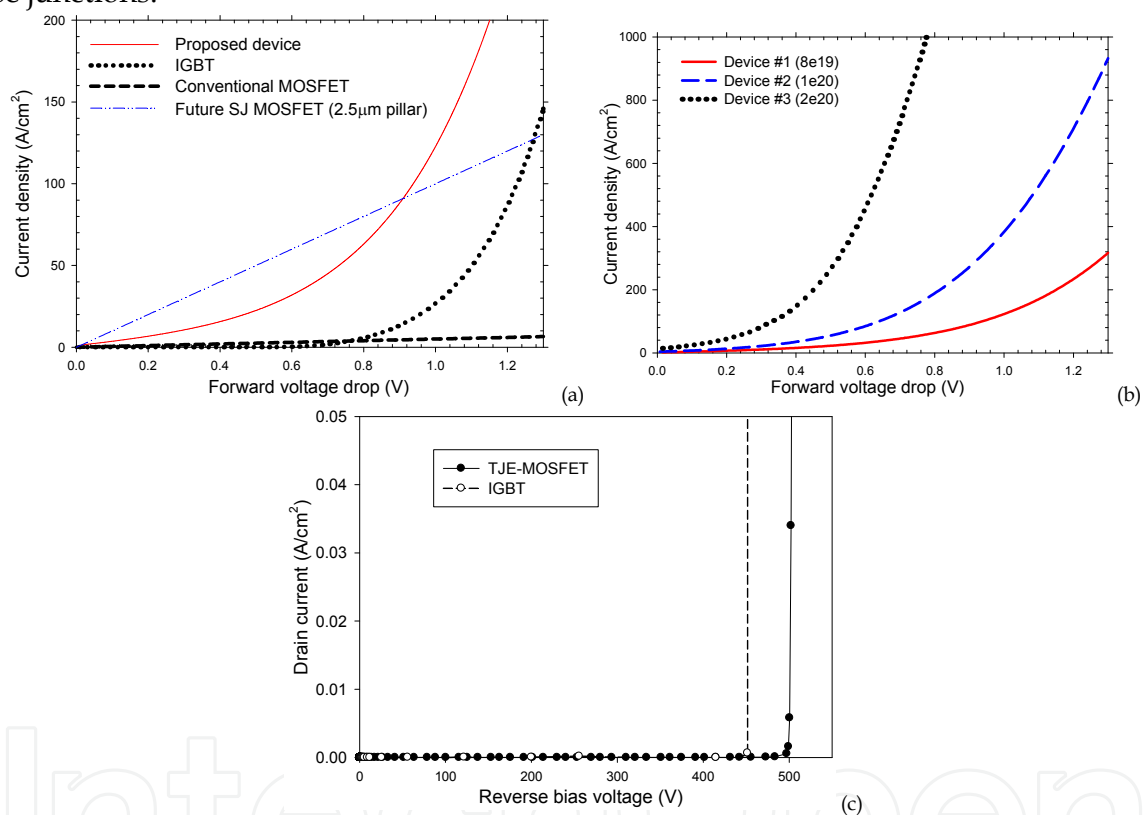 se junctions.
200
150
100
50
0
Current density (A/cm²)
Proposed device
IGBT
Conventional MOSFET
Future SJ MOSFET (2.5μm pillar)
0.0 0.2 0.4 0.6 0.8 1.0 1.2
Forward voltage drop (V)
(a)
1000
800
600
400
200
0
Current density (A/cm²)
Device #1 (8e19)
Device #2 (1e20)
Device #3 (2e20)
0.0 0.2 0.4 0.6 0.8 1.0 1.2
Forward voltage drop (V)
(b)
0.05
0.04
0.03
0.02
0.01
0.00
Drain current (A/cm²)
TJE-MOSFET
IGBT
0 100 200 300 400 500
Reverse bias voltage (V)
(c)